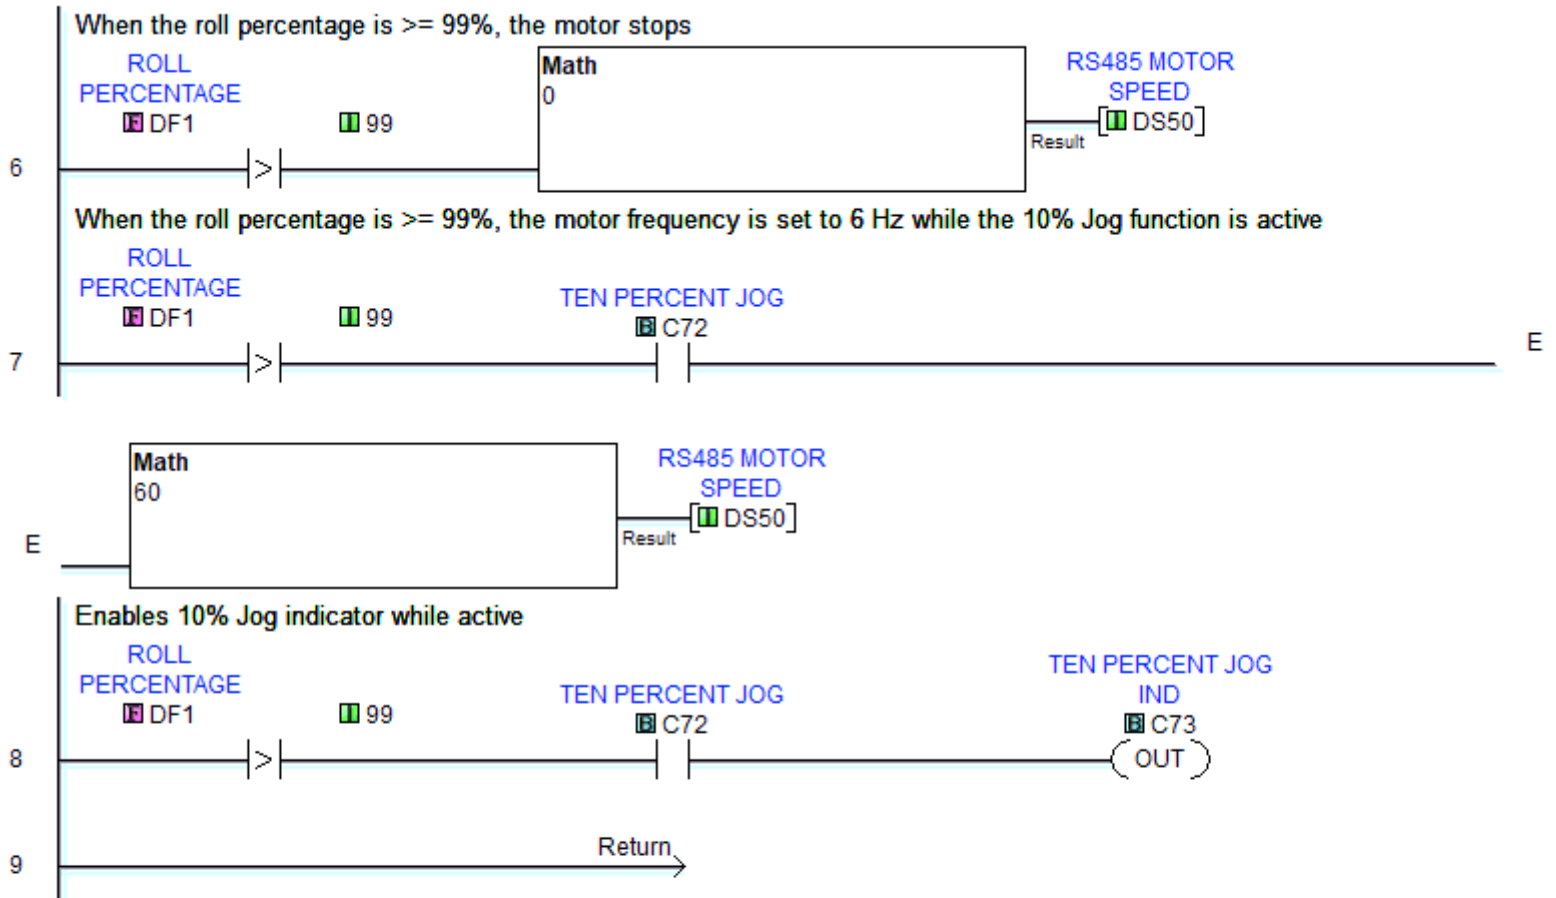 When the roll percentage is >= 99%, the motor stops
ROLL
PERCENTAGE
F DF1
I 99
Math
0
RS485 MOTOR
SPEED
I DS50
Result
6
>
When the roll percentage is >= 99%, the motor frequency is set to 6 Hz while the 10% Jog function is active
ROLL
PERCENTAGE
F DF1
I 99
TEN PERCENT JOG
B C72
7
>
E
Math
60
RS485 MOTOR
SPEED
I DS50
Result
E
Enables 10% Jog indicator while active
ROLL
PERCENTAGE
F DF1
I 99
TEN PERCENT JOG
B C72
TEN PERCENT JOG
IND
B C73
8
>
OUT
Return
9